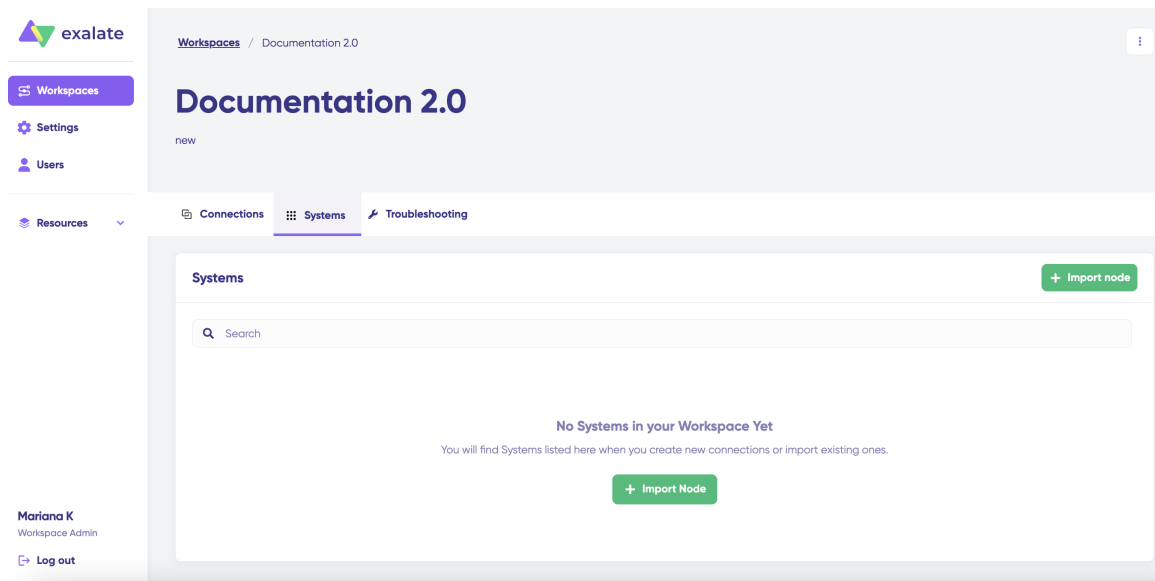 exalate
Workspaces
Settings
Users
Resources
Mariana K
Workspace Admin
Log out
Workspaces / Documentation 2.0
Documentation 2.0
new
Connections
Systems
Troubleshooting
Systems
+ Import node
Search
No Systems in your Workspace Yet
You will find Systems listed here when you create new connections or import existing ones.
+ Import Node